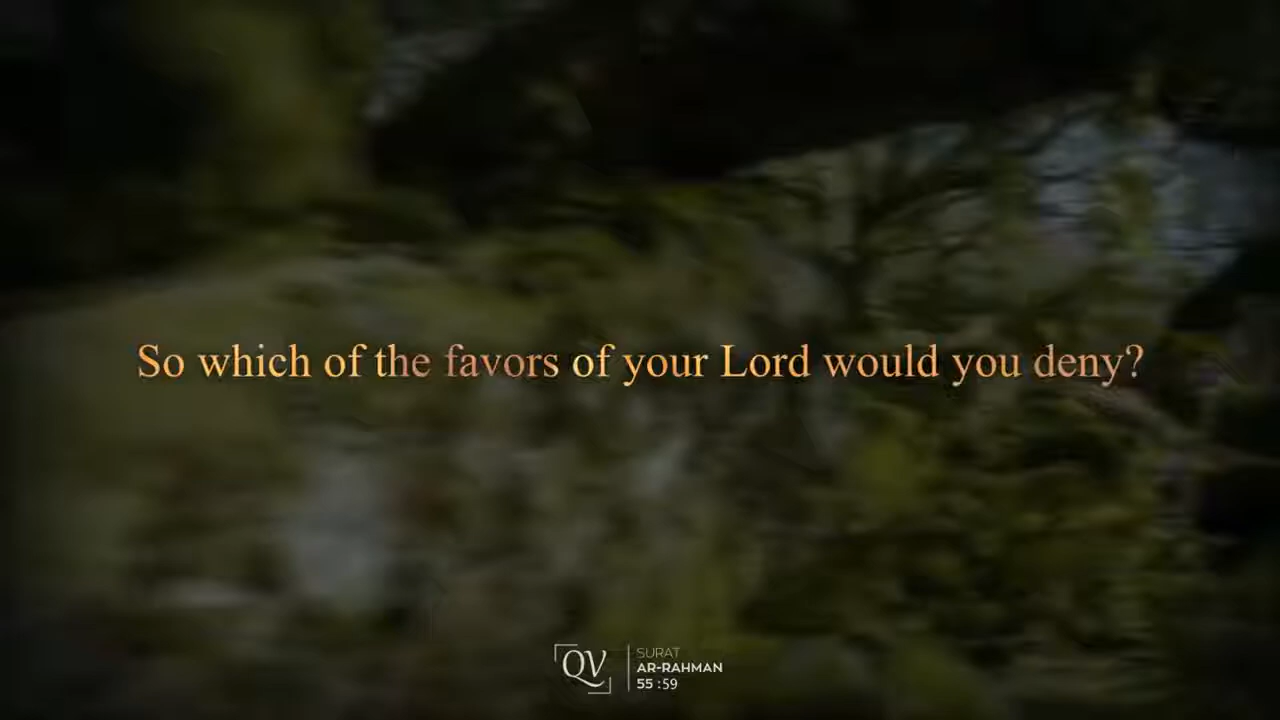 So which of the favors of your Lord would you deny?
QV
SURAT
AR-RAHMAN
55 :59